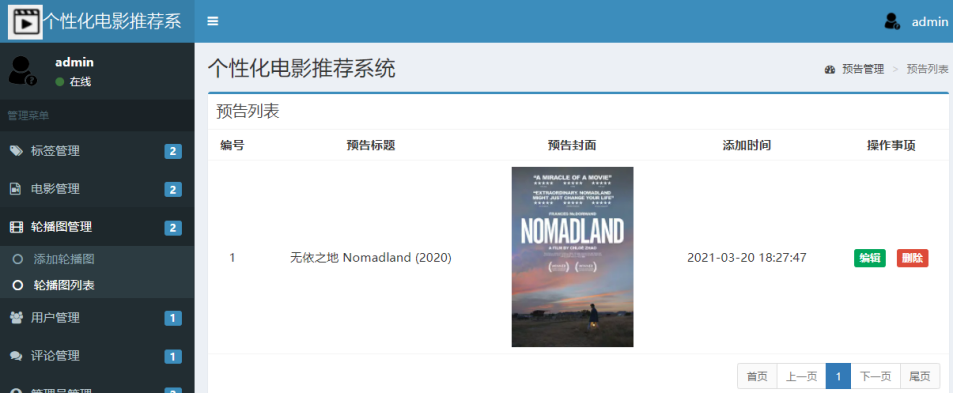 个性化电影推荐系
admin
admin
在线
个性化电影推荐系统
预告管理 > 预告列表
管理菜单
标签管理 2
电影管理 2
轮播图管理 2
添加轮播图
轮播图列表
用户管理 1
评论管理 1
管理员管理 2
预告列表
编号 预告标题 预告封面 添加时间 操作事项
1 无依之地 Nomadland (2020)
"A MIRACLE OF A MOVIE"
"EXTRAORDINARY. NOMADLAND
MIGHT JUST CHANGE YOUR LIFE"
FRANCES McDORMAND
NOMADLAND
A FILM BY CHLOÉ ZHAO
2021-03-20 18:27:47 编辑 删除
首页 上一页 1 下一页 尾页